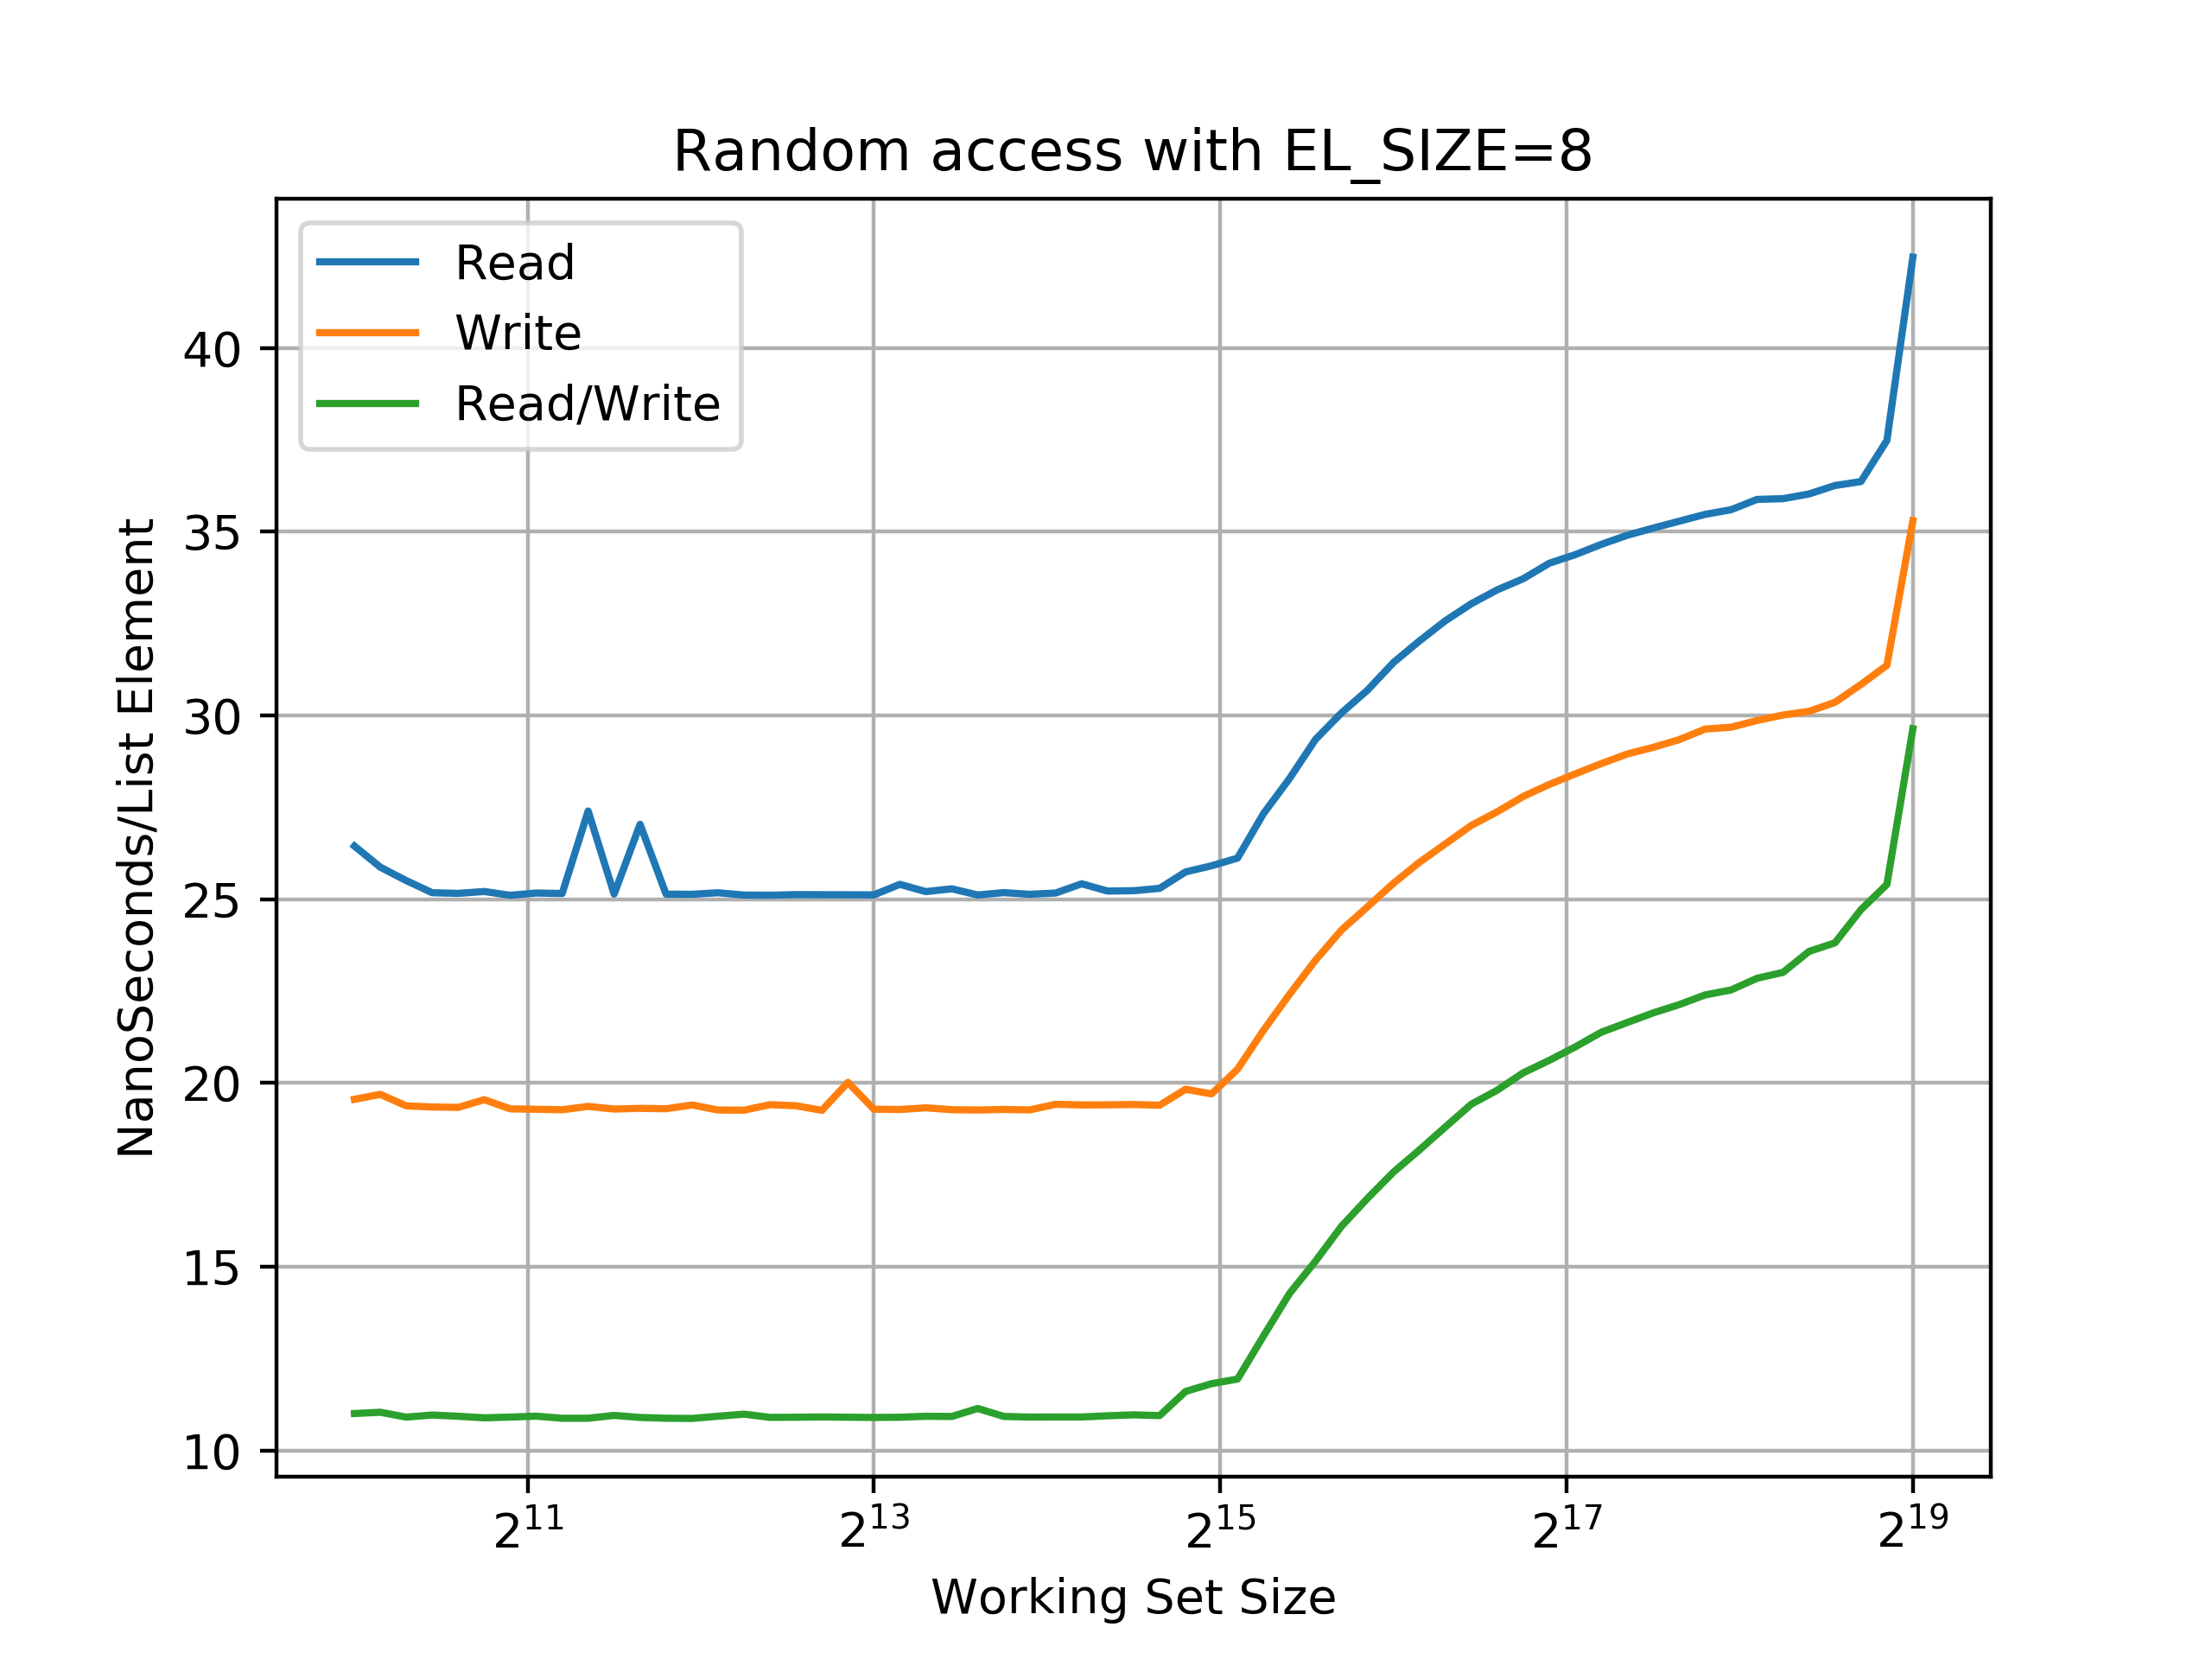 Random access with EL_SIZE=8
Read
Write
Read/Write
NanoSeconds/List Element
40
35
30
25
20
15
10
2¹¹
2¹³
2¹⁵
2¹⁷
2¹⁹
Working Set Size